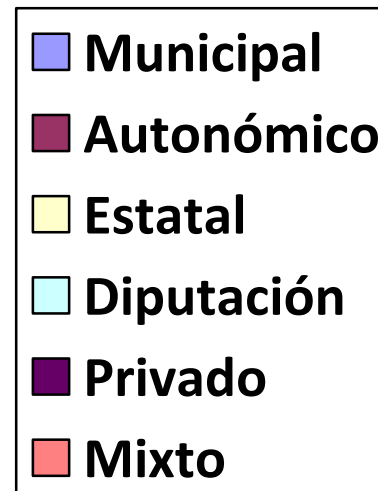 Municipal
Autonómico
Estatal
Diputación
Privado
Mixto